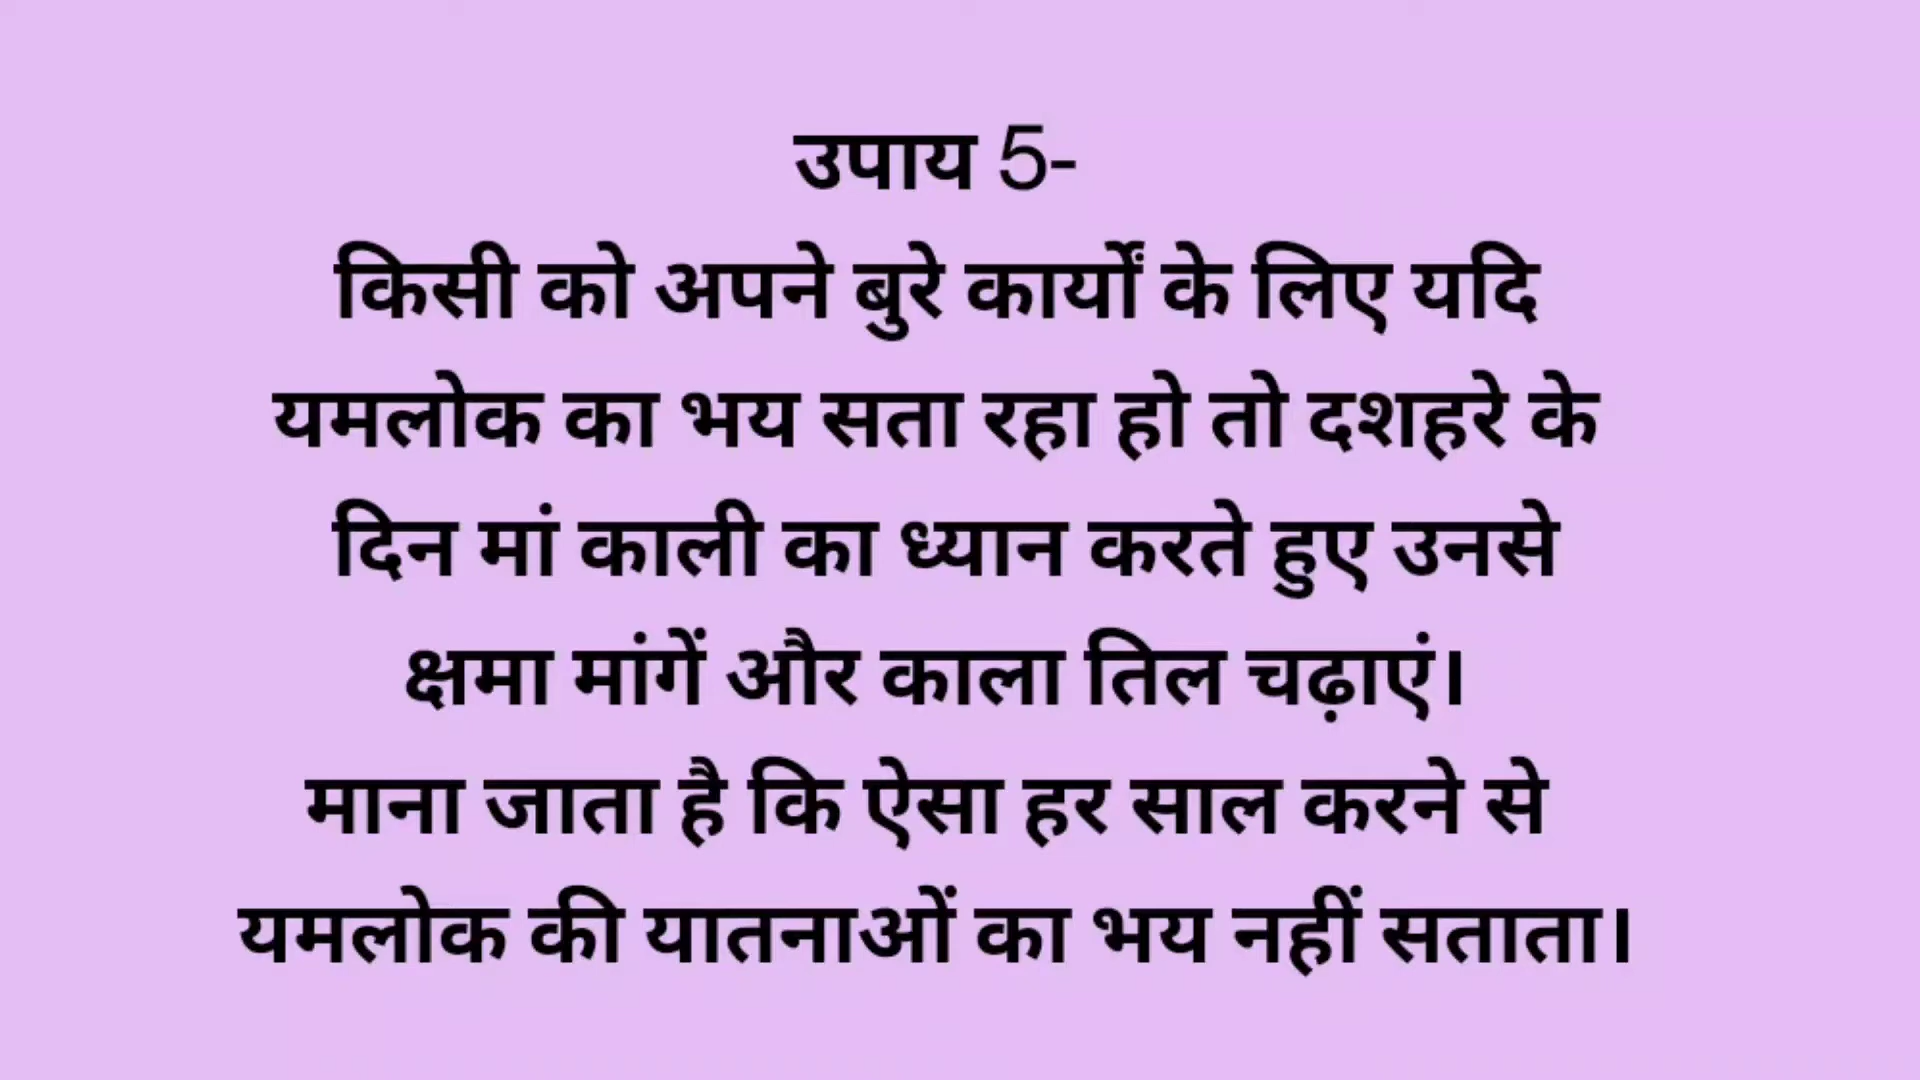 उपाय 5-
किसी को अपने बुरे कार्यों के लिए यदि
यमलोक का भय सता रहा हो तो दशहरे के
दिन मां काली का ध्यान करते हुए उनसे
क्षमा मांगें और काला तिल चढ़ाएं।
माना जाता है कि ऐसा हर साल करने से
यमलोक की यातनाओं का भय नहीं सताता।